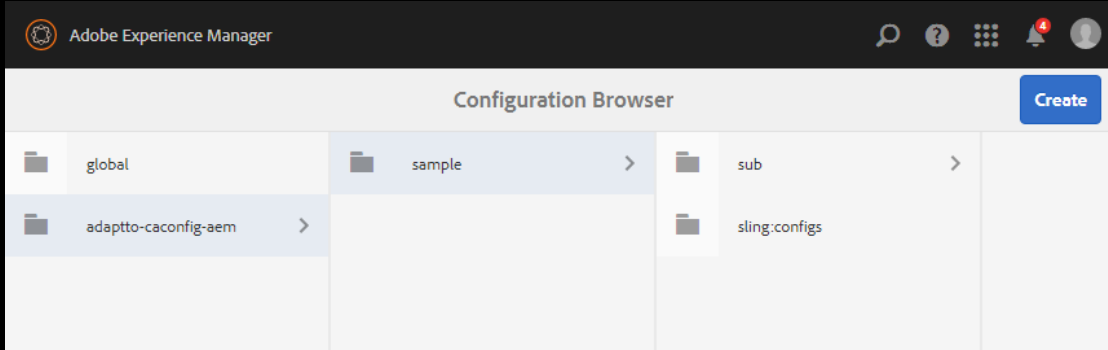 Adobe Experience Manager
4
Configuration Browser
Create
global
sample
sub
adaptto-caconfig-aem
sling:configs